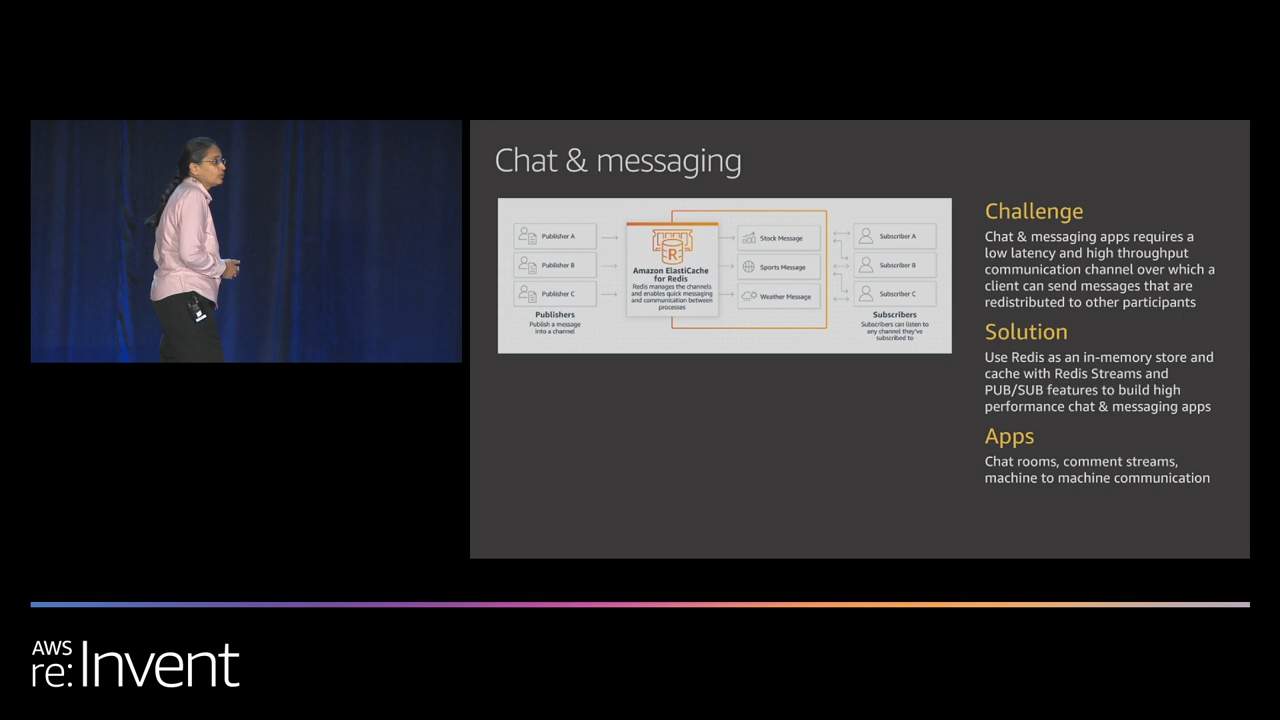 Chat & messaging
Publisher A
Publisher B
Publisher C
Publishers
Publish a message
into a channel
Amazon ElastiCache
for Redis
Redis manages the channels
and enables quick messaging
and communication between
processes
Stock Message
Sports Message
Weather Message
Subscriber A
Subscriber B
Subscriber C
Subscribers
Subscribers can listen to
any channel they've
subscribed to
Challenge
Chat & messaging apps requires a
low latency and high throughput
communication channel over which a
client can send messages that are
redistributed to other participants
Solution
Use Redis as an in-memory store and
cache with Redis Streams and
PUB/SUB features to build high
performance chat & messaging apps
Apps
Chat rooms, comment streams,
machine to machine communication
AWS
re:Invent